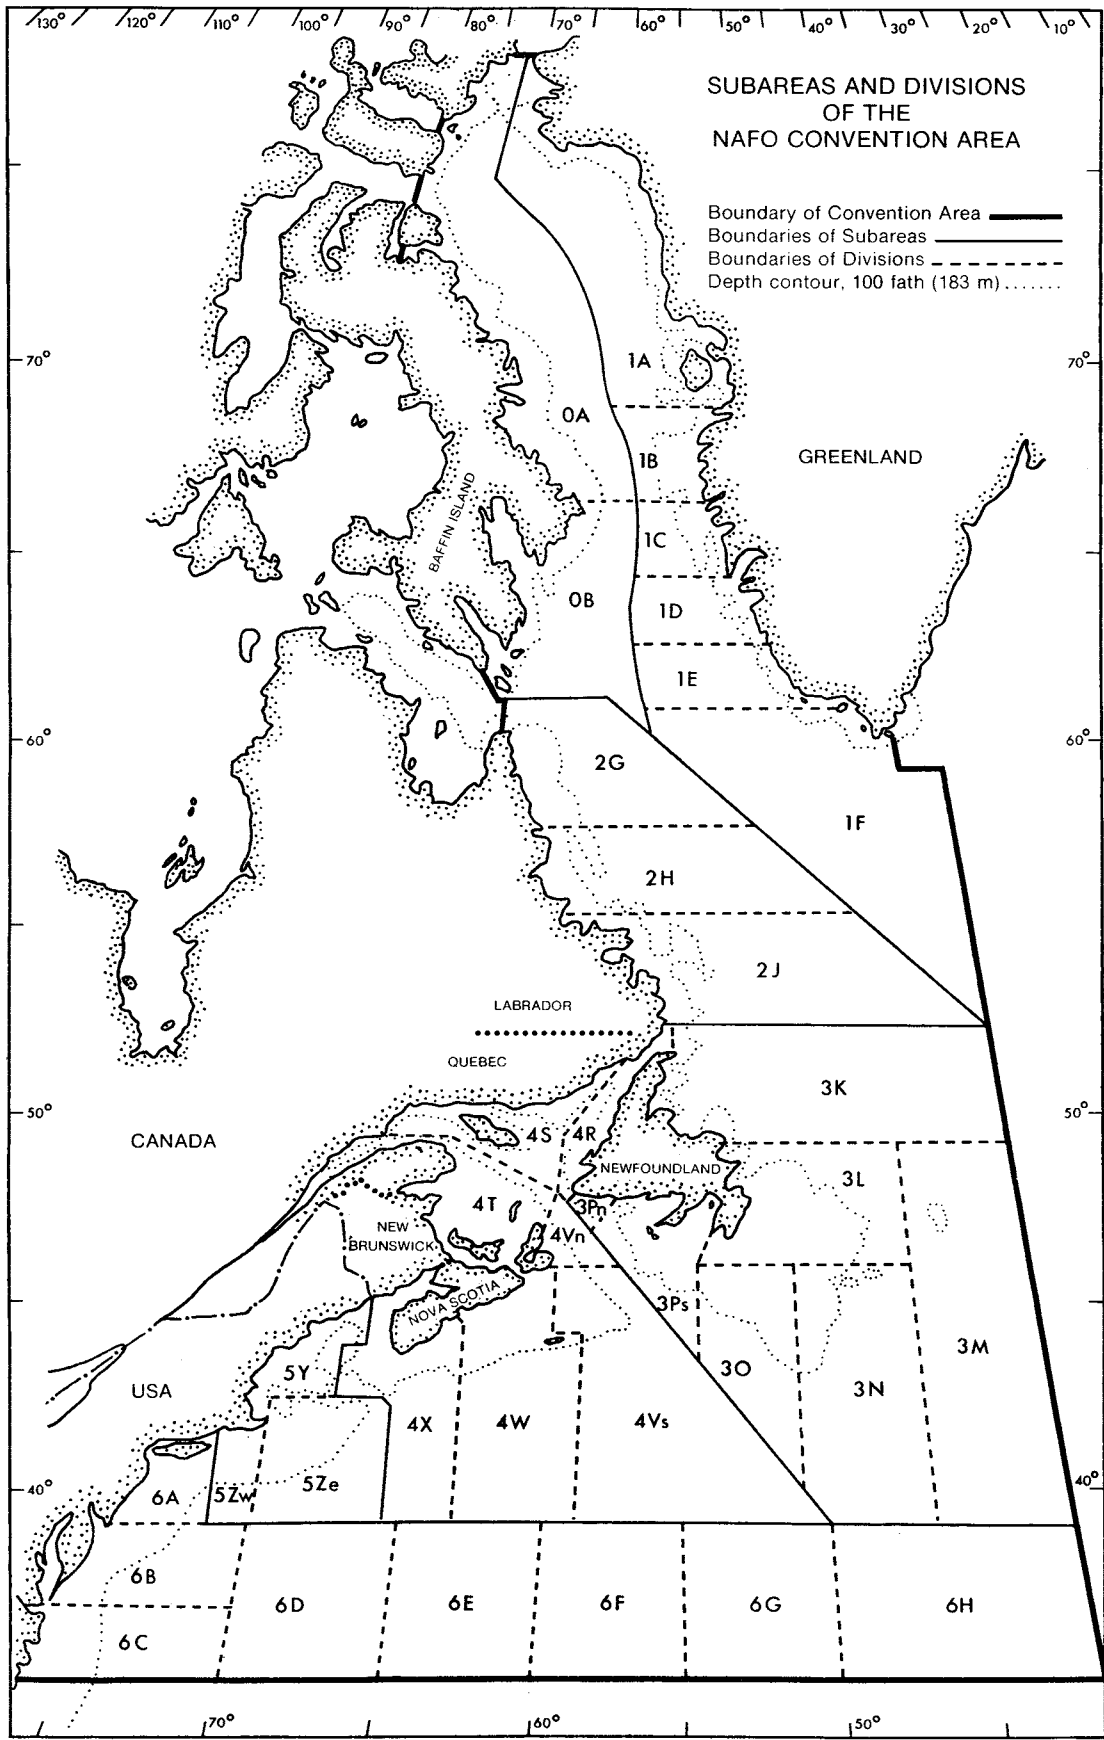 130° 120° 110° 100° 90° 80° 70° 60° 50° 40° 30° 20° 10°
SUBAREAS AND DIVISIONS
OF THE
NAFO CONVENTION AREA
Boundary of Convention Area
Boundaries of Subareas
Boundaries of Divisions
Depth contour, 100 fath (183 m)
70°
70°
1A
0A
1B
GREENLAND
BAFFIN ISLAND
1C
0B
1D
1E
60°
60°
2G
1F
2H
2J
LABRADOR
QUEBEC
3K
50°
50°
CANADA
4S
4R
NEWFOUNDLAND
3L
4T
3Pn
NEW
BRUNSWICK
4Vn
NOVA SCOTIA
3Ps
3M
5Y
3O
3N
USA
4X
4W
4Vs
40°
40°
6A
5Zw
5Ze
6B
6D
6E
6F
6G
6H
6C
70° 60° 50°